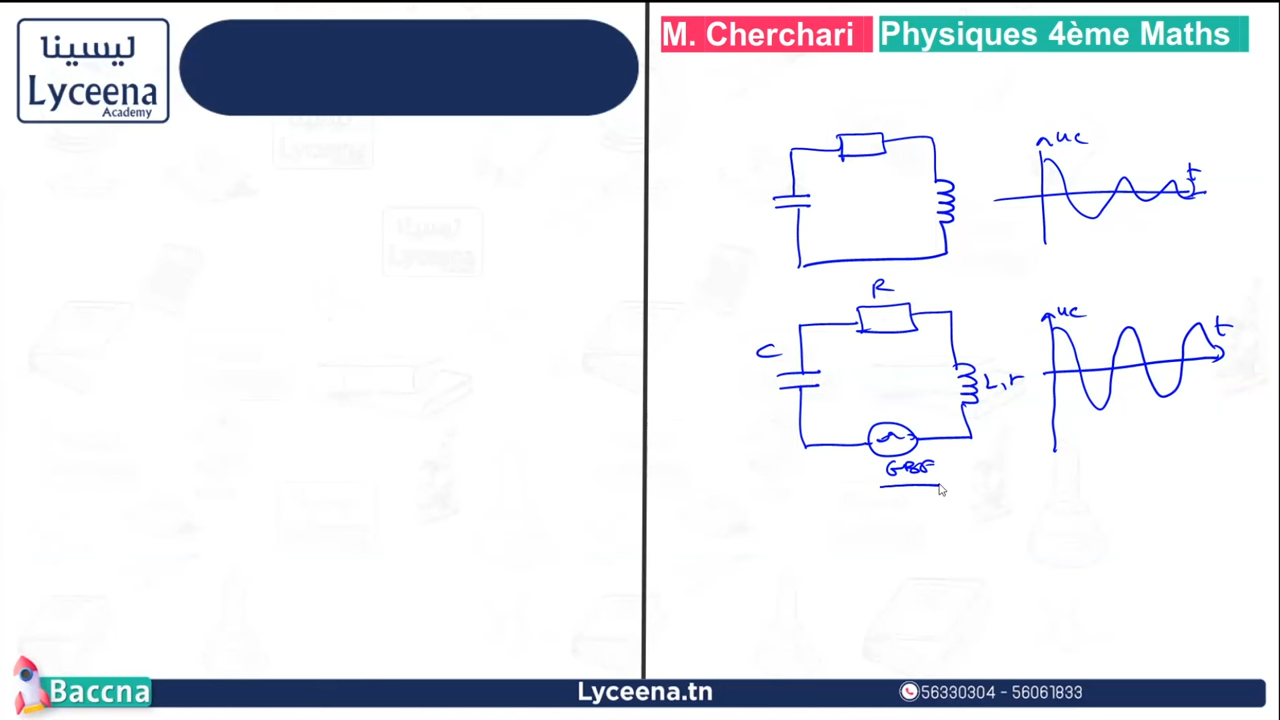 ليسينا
Lyceena
Academy
M. Cherchari Physiques 4ème Maths
uc
t
R
C
L, r
uc
t
GBF
Baccna
Lyceena.tn
56330304 - 56061833